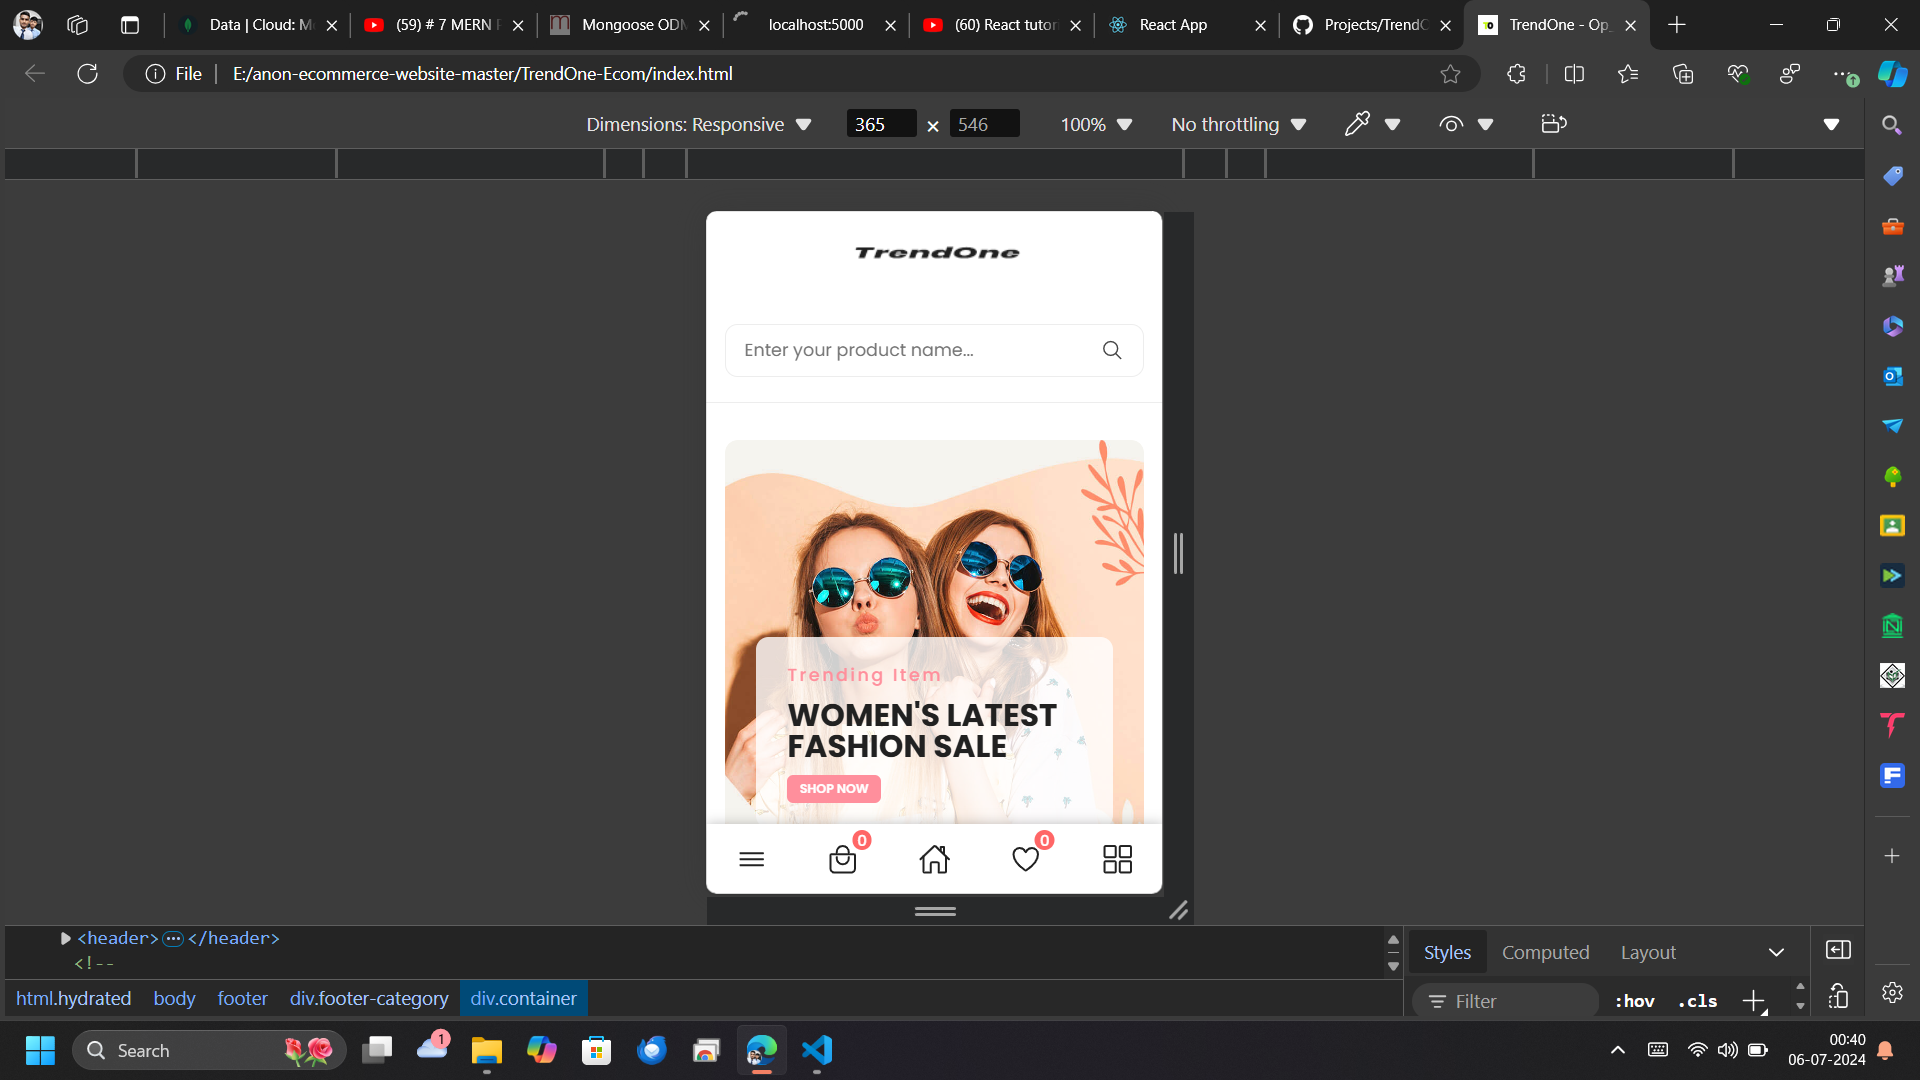 Data | Cloud: M
(59) # 7 MERN
Mongoose ODM
localhost:5000
(60) React tutor
React App
Projects/TrendO
TrendOne - Op
File
E:/anon-ecommerce-website-master/TrendOne-Ecom/index.html
Dimensions: Responsive
365
×
546
100%
No throttling
TrendOne
Enter your product name...
Trending Item
WOMEN'S LATEST
FASHION SALE
SHOP NOW
0
0
<header>...</header>
<!--
html.hydrated
body
footer
div.footer-category
div.container
Styles
Computed
Layout
Filter
:hov
.cls
Search
1
00:40
06-07-2024